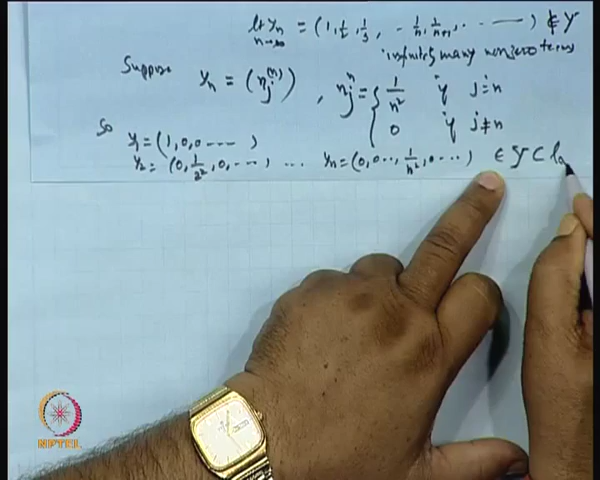 lt yₙ = (1, 1/2, 1/3, - 1/n, 1/n+1, . . . —) ∉ Y
n→∞
infinitely many nonzero terms
Suppose yₙ = (ηⱼ⁽ⁿ⁾) , ηⱼⁿ = { 1/n² if j=n
0 if j≠n
So
y₁ = (1, 0, 0 ----- )
y₂ = (0, 1/2², 0, ----) ... yₙ = (0, 0.., 1/n², 0 ---) ∈ Y ⊂ l∞
NPTEL